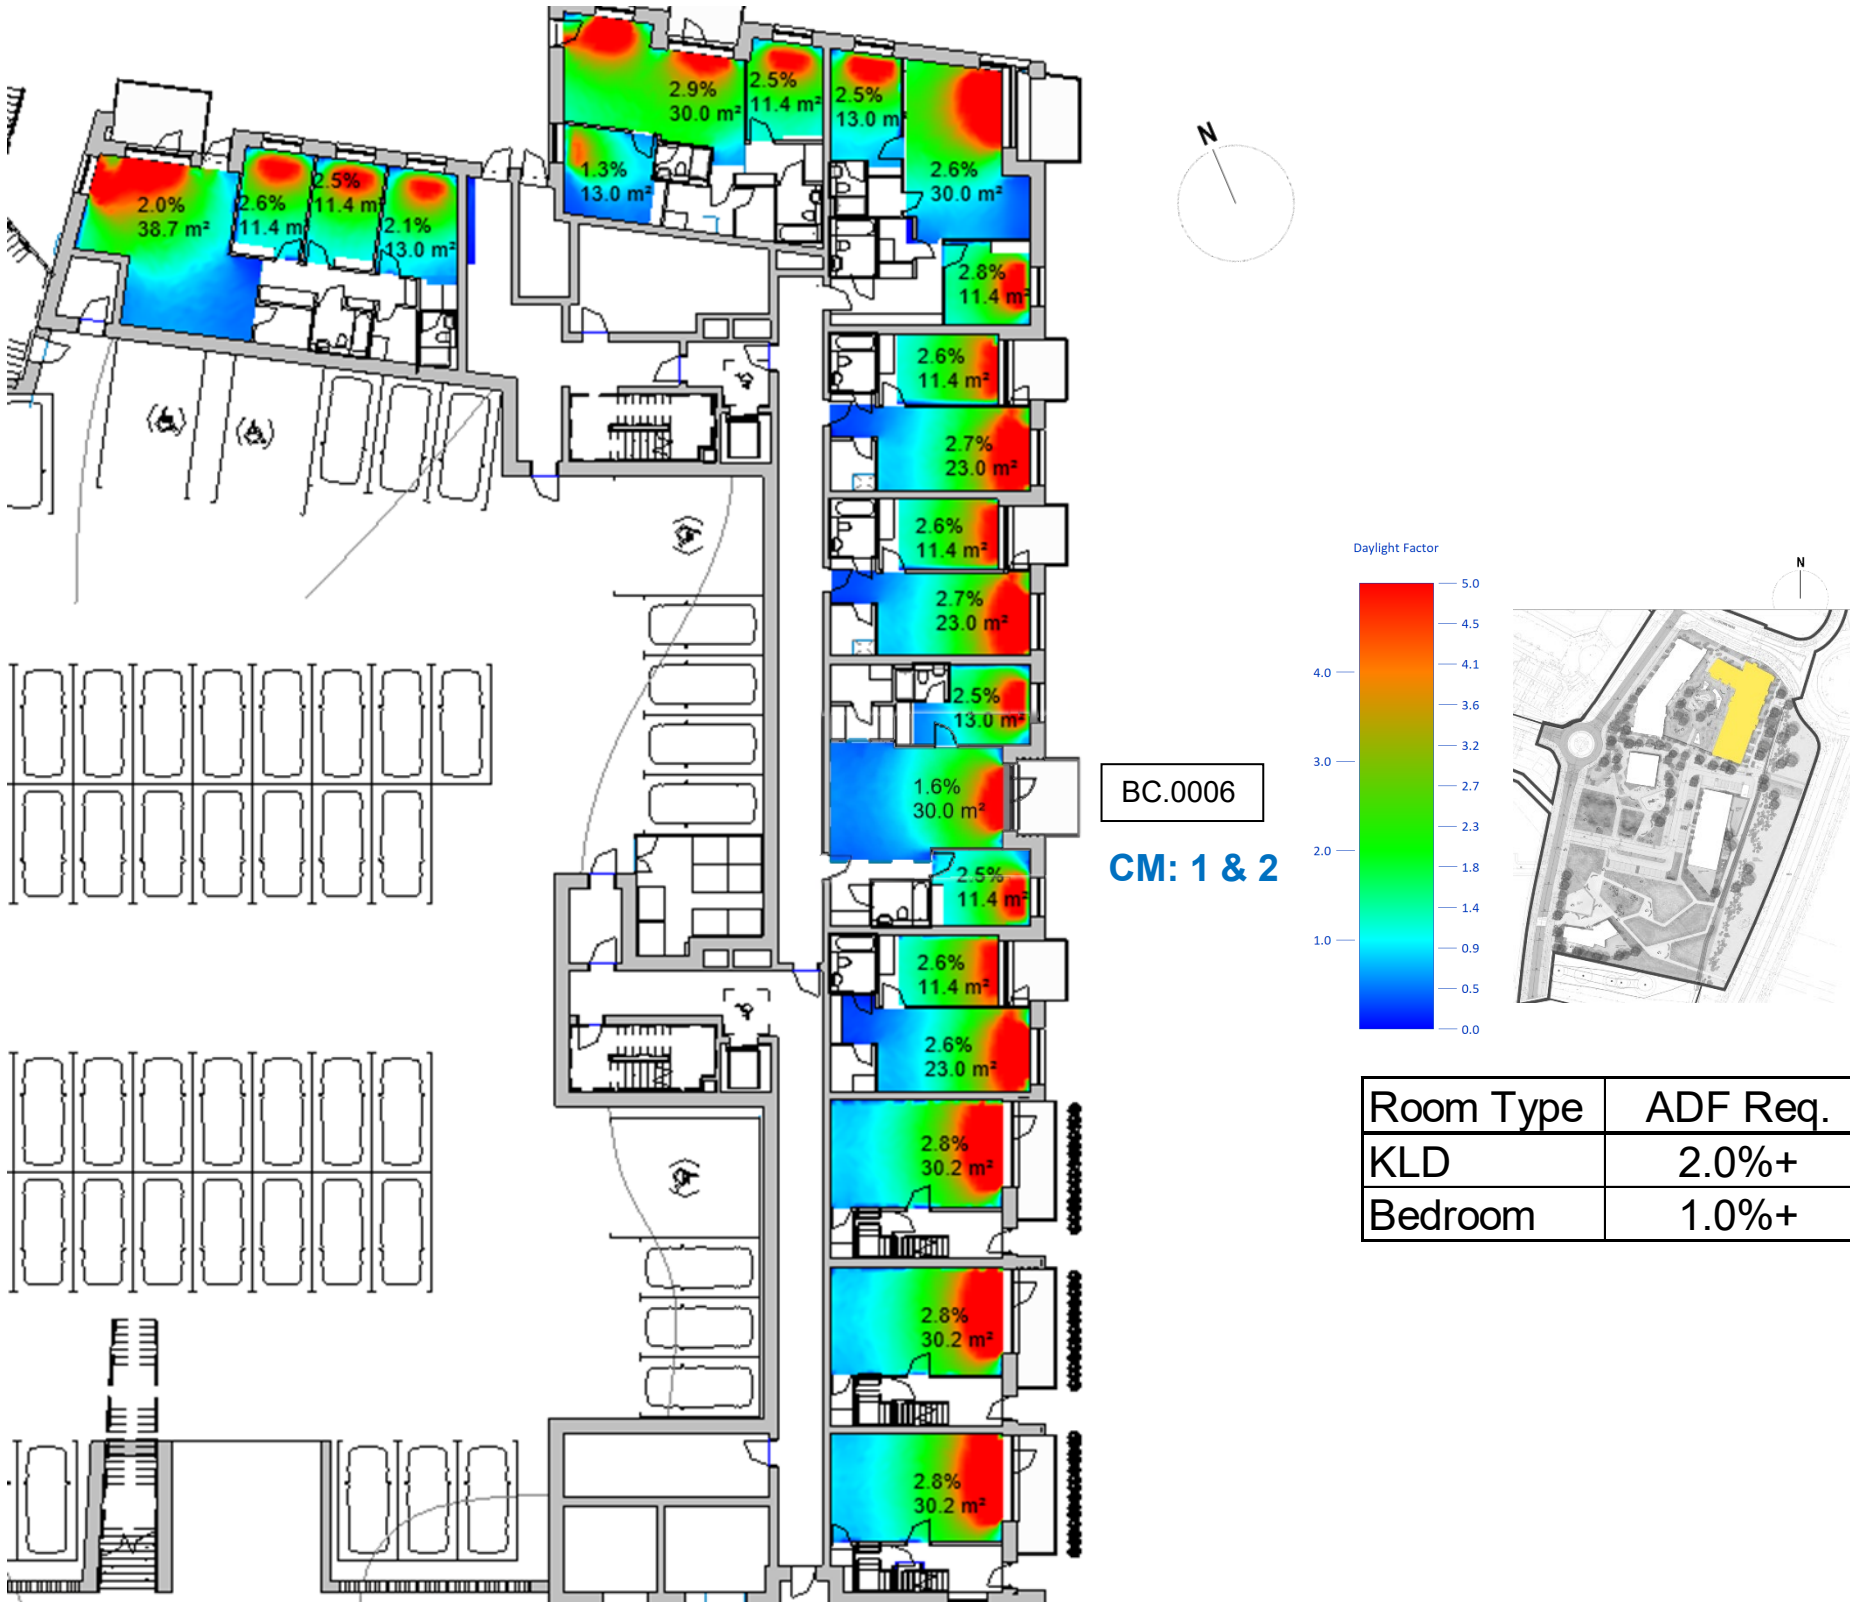 2.9%
30.0 m²
2.5%
11.4 m²
2.5%
13.0 m
2.6%
30.0 m²
1.3%
13.0 m²
2.0%
38.7 m²
2.6%
11.4 m
2.5%
11.4 m²
2.1%
13.0 m²
2.8%
11.4 m²
2.6%
11.4 m²
2.7%
23.0 m²
2.6%
11.4 m²
2.7%
23.0 m²
2.5%
13.0 m²
1.6%
30.0 m²
2.5%
11.4 m²
2.6%
11.4 m²
2.6%
23.0 m²
2.8%
30.2 m²
2.8%
30.2 m²
2.8%
30.2 m²
N
BC.0006
CM: 1 & 2
Daylight Factor
5.0
4.5
4.1
3.6
3.2
2.7
2.3
1.8
1.4
0.9
0.5
0.0
4.0
3.0
2.0
1.0
N
Room Type ADF Req.
KLD 2.0%+
Bedroom 1.0%+